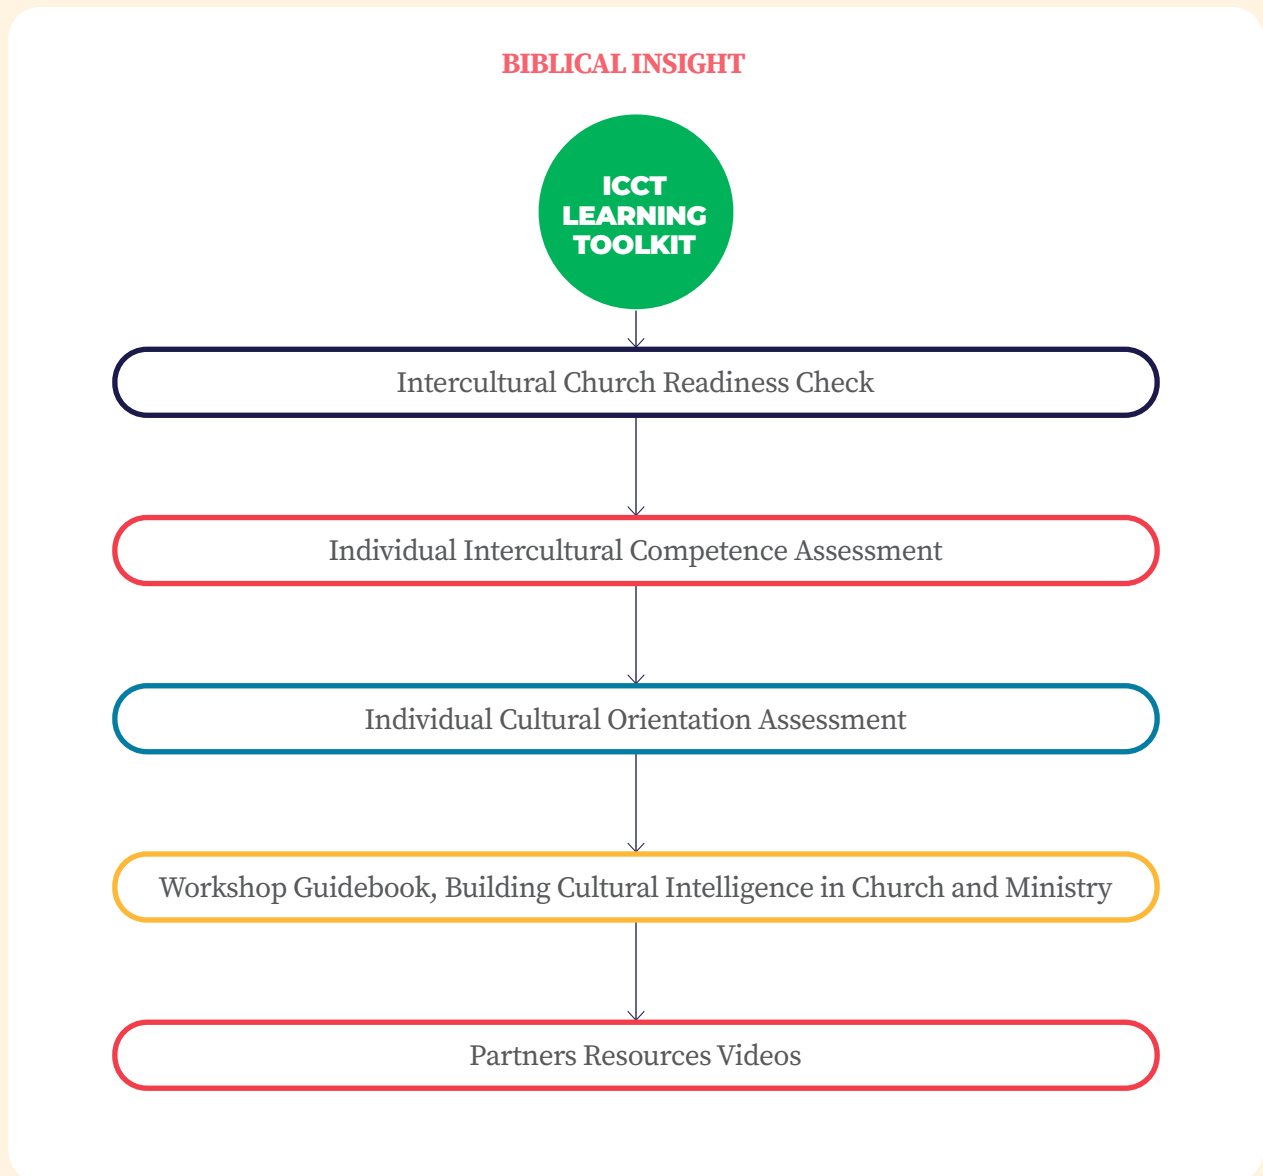 BIBLICAL INSIGHT
ICCT
LEARNING
TOOLKIT
Intercultural Church Readiness Check
Individual Intercultural Competence Assessment
Individual Cultural Orientation Assessment
Workshop Guidebook, Building Cultural Intelligence in Church and Ministry
Partners Resources Videos